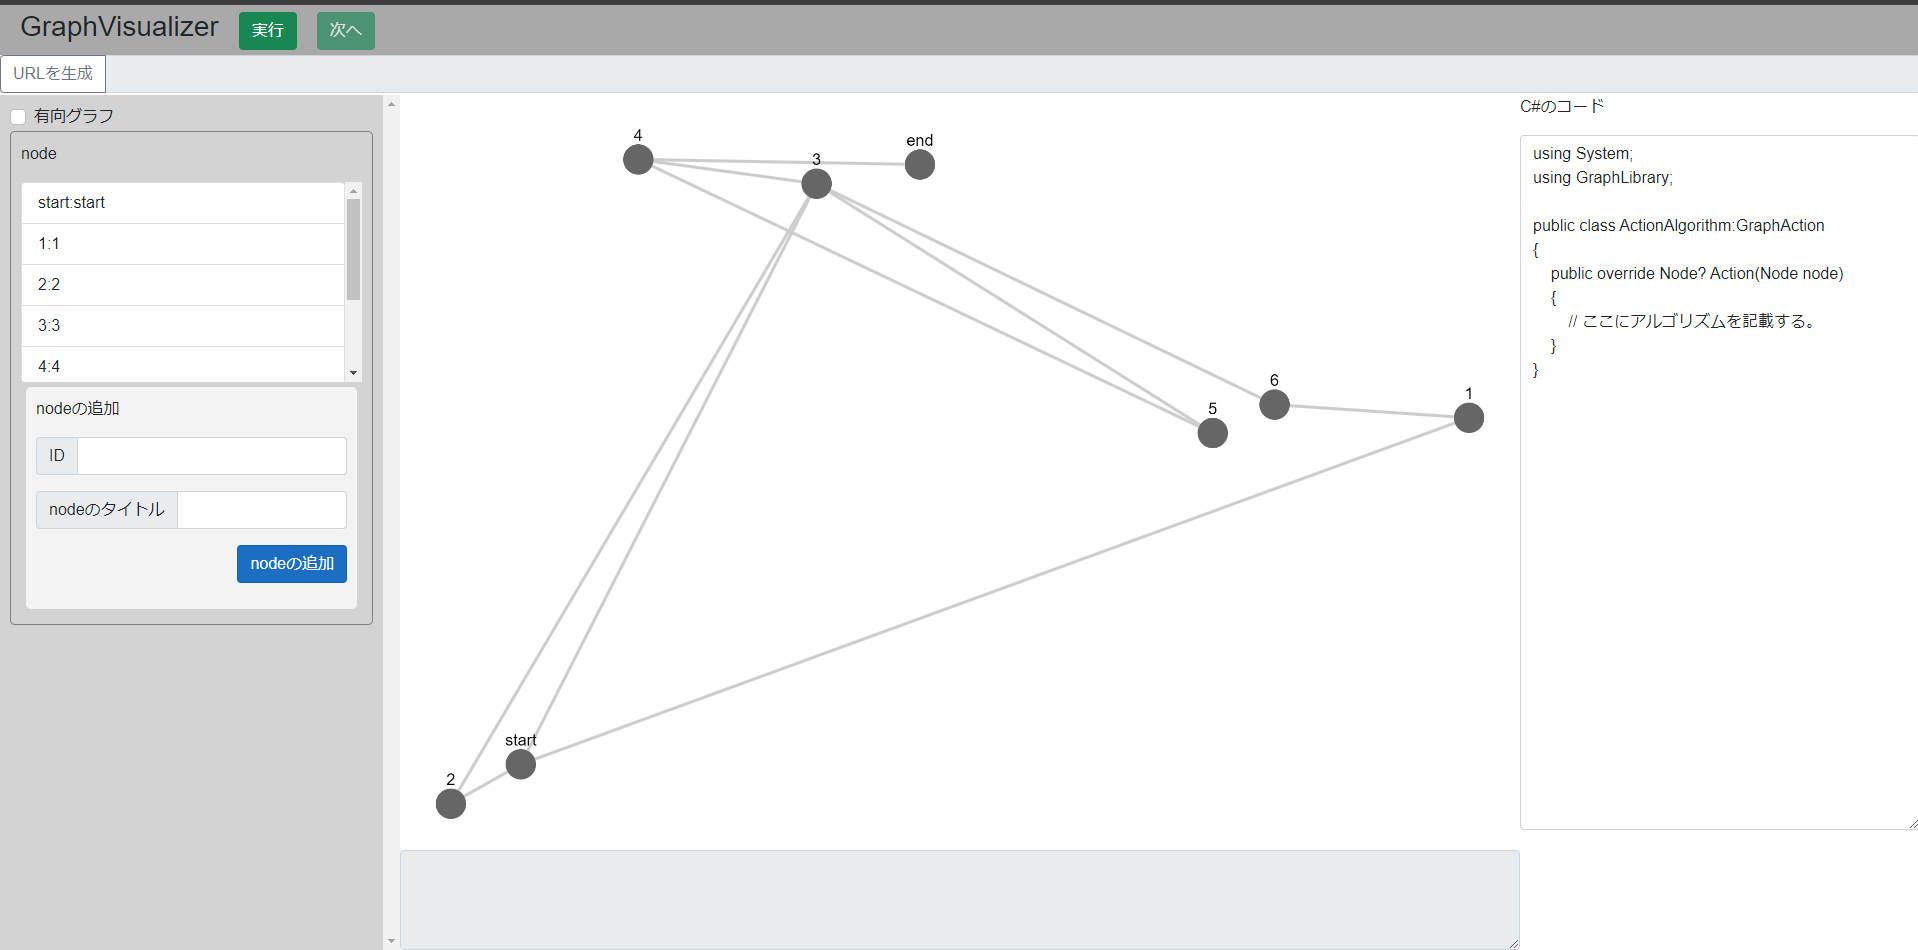 GraphVisualizer
実行
次へ
URLを生成
有向グラフ
node
start:start
1:1
2:2
3:3
4:4
nodeの追加
ID
nodeのタイトル
nodeの追加
4
3
end
6
5
1
start
2
C#のコード
using System;
using GraphLibrary;
public class ActionAlgorithm:GraphAction
{
public override Node? Action(Node node)
{
// ここにアルゴリズムを記載する。
}
}